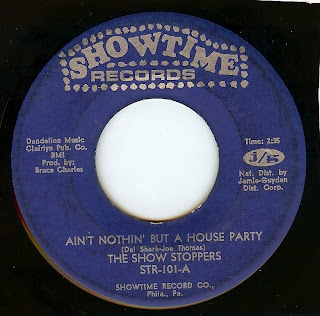 SHOWTIME
RECORDS
Dandelion Music
Clairlyn Pub. Co.
BMI
Prod. by:
Bruce Charles
Time: 2:35
j/g
Nat. Dist. by
Jamie-Guyden
Dist. Corp.
AIN'T NOTHIN' BUT A HOUSE PARTY
(Del Sharh-Joe Thomas)
THE SHOW STOPPERS
STR-101-A
SHOWTIME RECORD CO.,
Phila., Pa.